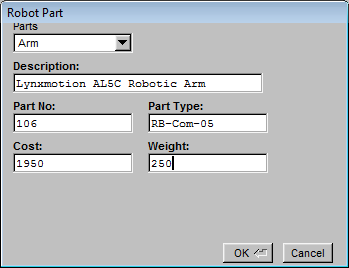 Robot Part
Parts
Arm
Description:
Lynxmotion AL5C Robotic Arm
Part No: Part Type:
106 RB-Com-05
Cost: Weight:
1950 250
OK Cancel